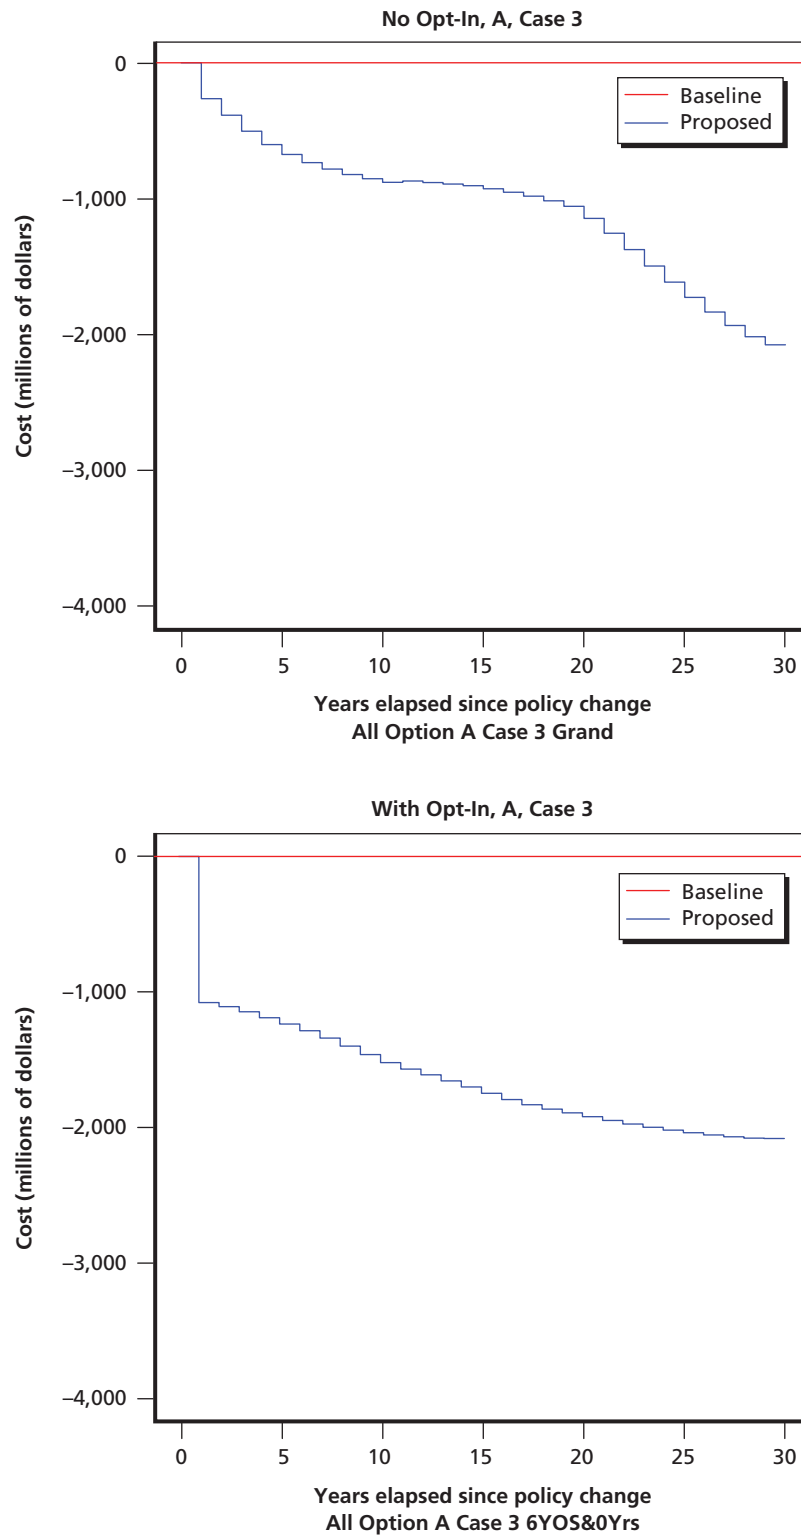 No Opt-In, A, Case 3
Cost (millions of dollars)
0
–1,000
–2,000
–3,000
–4,000
Baseline
Proposed
0 5 10 15 20 25 30
Years elapsed since policy change
All Option A Case 3 Grand
With Opt-In, A, Case 3
Cost (millions of dollars)
0
–1,000
–2,000
–3,000
–4,000
Baseline
Proposed
0 5 10 15 20 25 30
Years elapsed since policy change
All Option A Case 3 6YOS&0Yrs